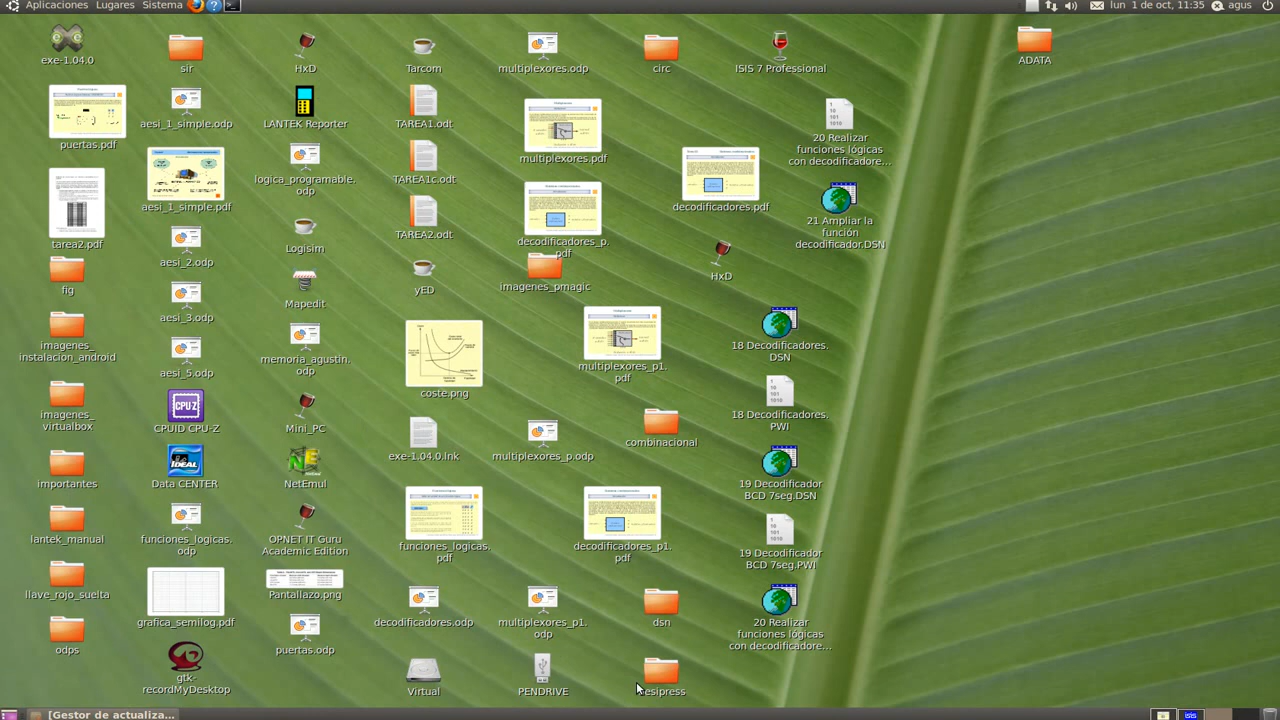 Aplicaciones Lugares Sistema
lun 1 de oct, 11:35 agus
exe-1.04.0
sir
HxD
Tarcom
multiplexores.odp
circ
ISIS 7 Professional
ADATA
puertas.pdf
aesi_1_simple.odp
LANTEK Reporter
TAREA1.odt
multiplexores.pdf
20 Realizar
funciones lógicas
con decodificadore...
tarea2.pdf
aesi_1_simple.pdf
logica_programable.
odp
TAREA1C.odt
decodificadores_p.
pdf
decodificadores.pdf
21 Ampliar la
función
decodificador.DSN
fig
aesi_2.odp
Logisim
TAREA2.odt
imagenes_pmagic
HxD
imagenes_
instalacion_android
aesi_3.odp
Mapedit
yED
multiplexores_p1.
pdf
18 Decodificadores.
DSN
imagenes_
virtualbox
aesi_5.odp
memoria_agustin.
odp
coste.png
combinacional
18 Decodificadores.
PWI
importantes
CPUID CPU-Z
CPU-Z
Mini_PC
exe-1.04.0.lnk
multiplexores_p.odp
19 Decodificador
BCD 7seg.DSN
lantek_manual
IDEAL
Data CENTER
NetEmul
funciones_logicas.
pdf
decodificadores_p1.
pdf
19 Decodificador
BCD 7seg.PWI
llave_rojo_suelta
funciones_logicas.
odp
OPNET IT Guru
Academic Edition
decodificadores.odp
multiplexores_p1.
odp
dsn
20 Realizar
funciones lógicas
con decodificadore...
odps
grafica_semilog.pdf
Pantallazo.png
puertas.odp
gtk-
recordMyDesktop
Virtual
PENDRIVE
desipress
[Gestor de actualiza...